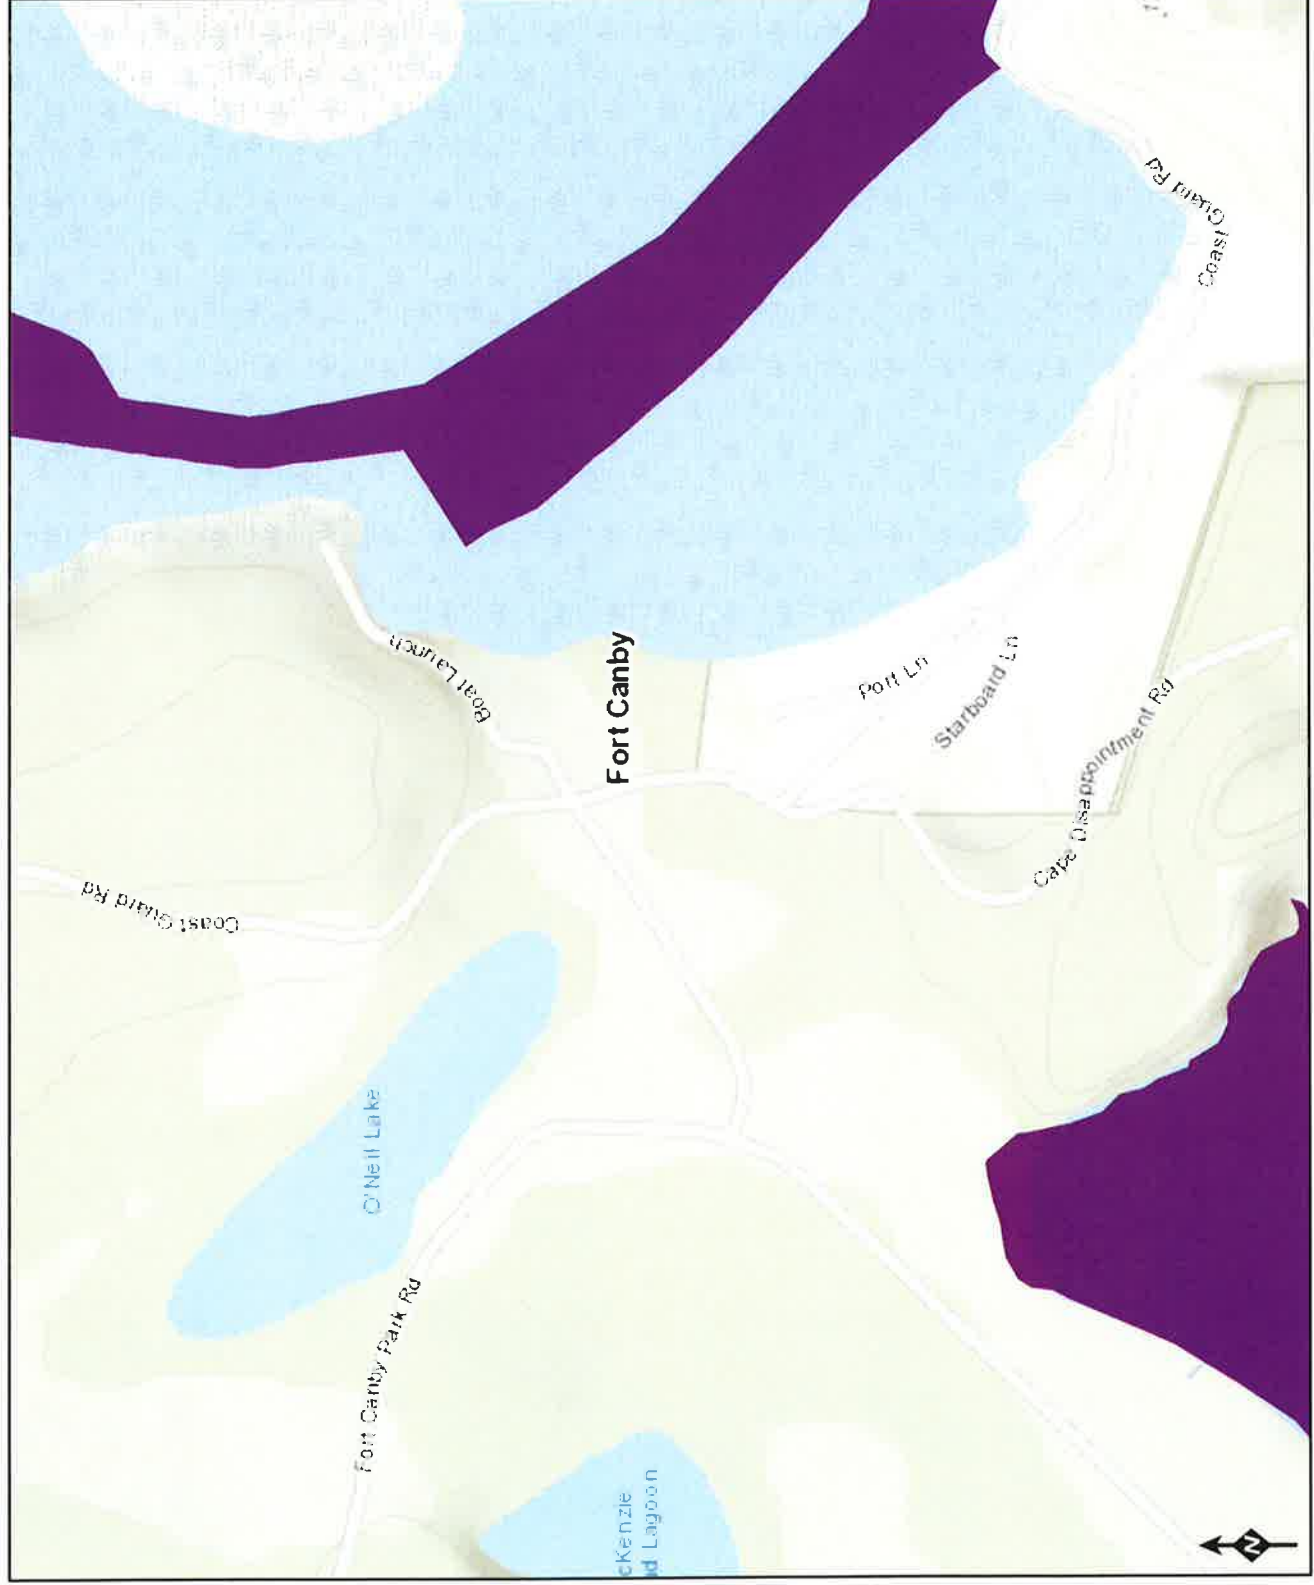 Coast Guard Rd
Boat Launch
Fort Canby
Port Ln
Starboard Ln
Cape Disappointment Rd
Coast Guard Rd
O'Neil Lake
Fort Canby Park Rd
cKenzie
d Lagoon
N